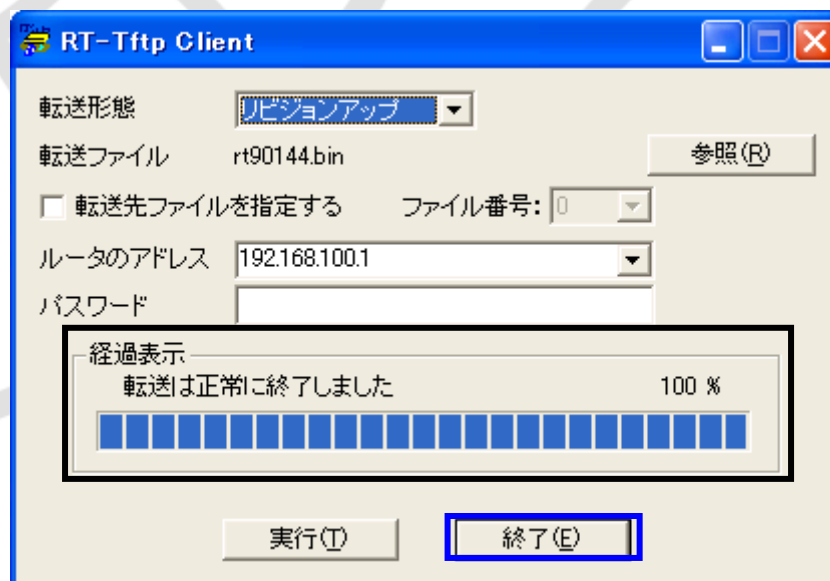 RT-Tftp Client
転送形態 リビジョンアップ
転送ファイル rt90144.bin 参照(R)
転送先ファイルを指定する ファイル番号: 0
ルータのアドレス 192.168.100.1
パスワード
経過表示
転送は正常に終了しました 100 %
実行(T) 終了(E)